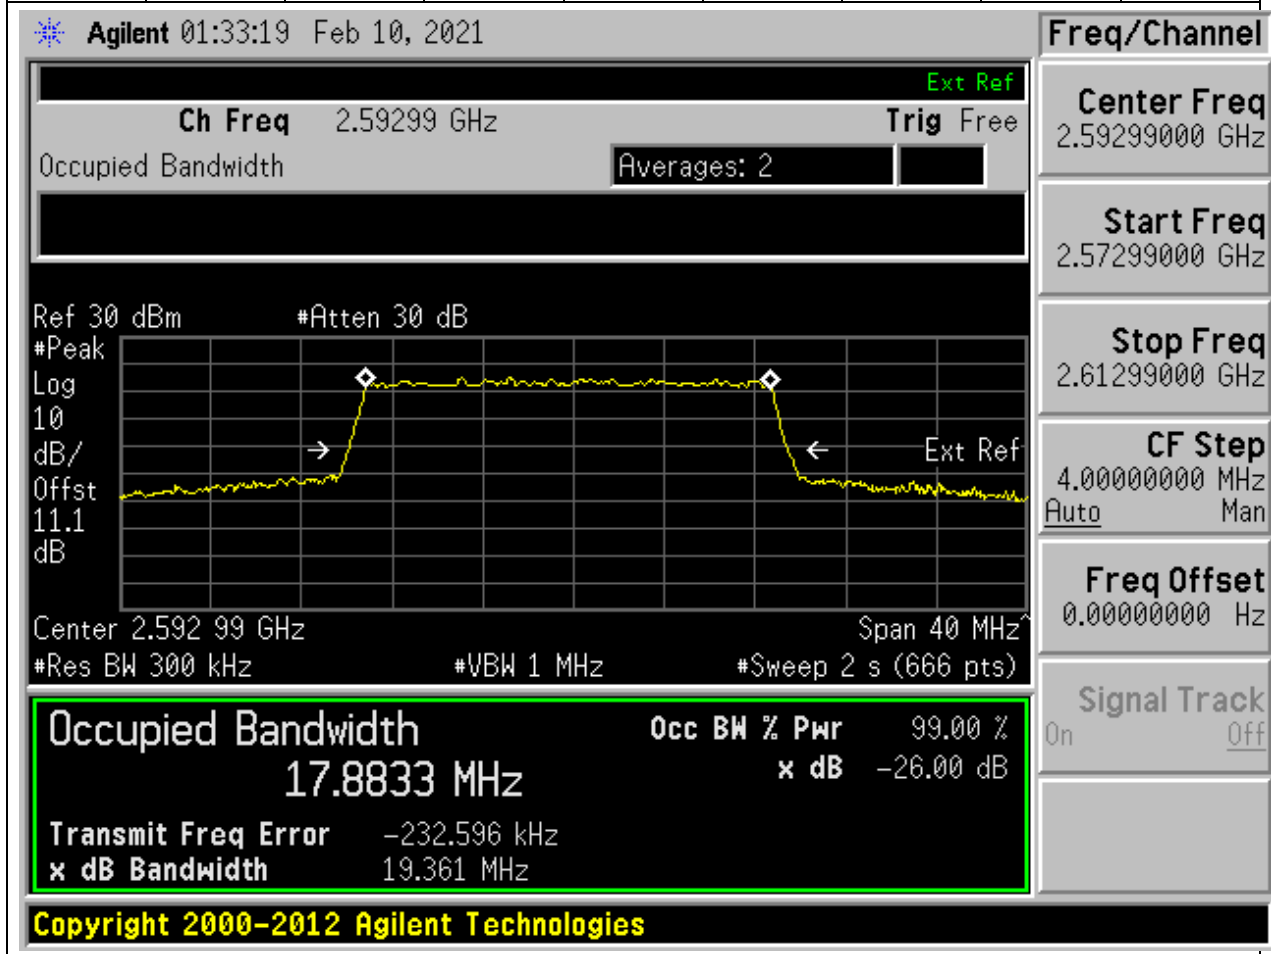 Agilent 01:33:19 Feb 10, 2021
Freq/Channel
Ext Ref
Ch Freq 2.59299 GHz Trig Free
Occupied Bandwidth Averages: 2
Center Freq
2.59299000 GHz
Start Freq
2.57299000 GHz
Stop Freq
2.61299000 GHz
CF Step
4.00000000 MHz
Auto Man
Freq Offset
0.00000000 Hz
Signal Track
On Off
Ref 30 dBm #Atten 30 dB
#Peak
Log
10
dB/
Offst
11.1
dB
Ext Ref
Center 2.592 99 GHz Span 40 MHz^
#Res BW 300 kHz #VBW 1 MHz #Sweep 2 s (666 pts)
Occupied Bandwidth
17.8833 MHz
Occ BW % Pwr 99.00 %
x dB -26.00 dB
Transmit Freq Error -232.596 kHz
x dB Bandwidth 19.361 MHz
Copyright 2000-2012 Agilent Technologies